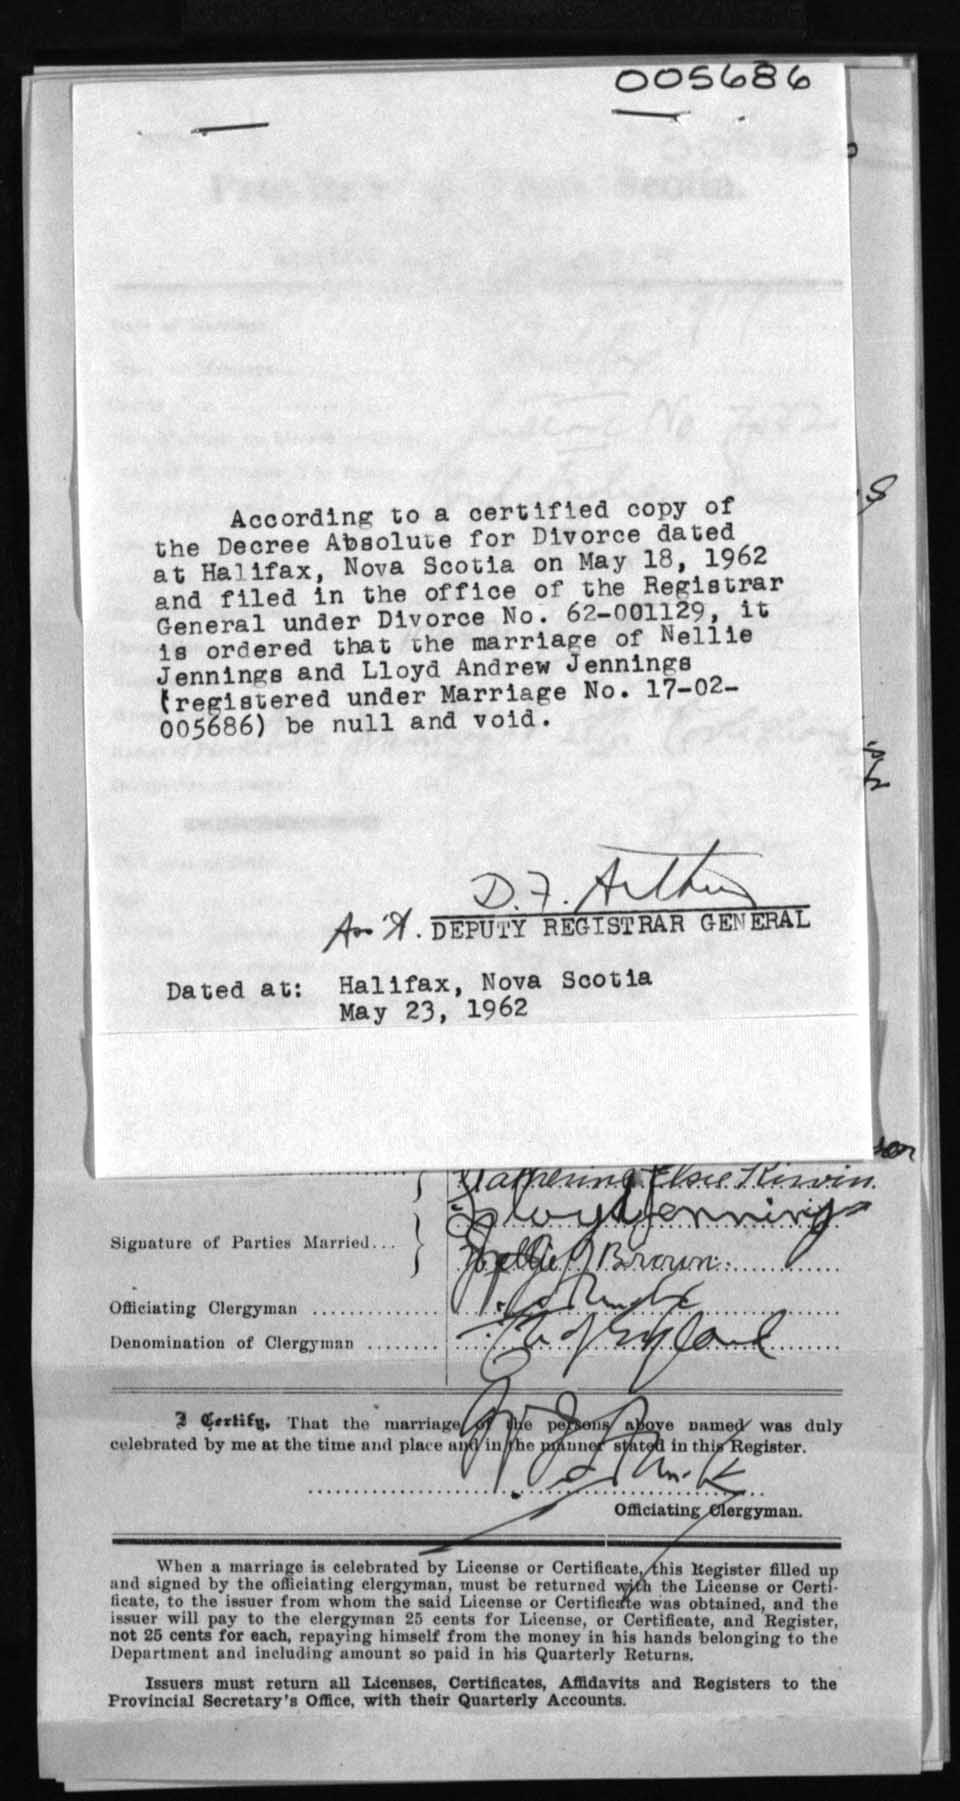 005686
According to a certified copy of
the Decree Absolute for Divorce dated
at Halifax, Nova Scotia on May 18, 1962
and filed in the office of the Registrar
General under Divorce No. 62-001129, it
is ordered that the marriage of Nellie
Jennings and Lloyd Andrew Jennings
(registered under Marriage No. 17-02-
005686) be null and void.
D.F. Arthur
DEPUTY REGISTRAR GENERAL
Dated at: Halifax, Nova Scotia
May 23, 1962
Katherine Elsie Kirwin
Lloyd Jennings
Signature of Parties Married...
Nellie Brown
Officiating Clergyman
Denomination of Clergyman Ch of England
I Certify, That the marriage of the persons above named was duly
celebrated by me at the time and place and in the manner stated in this Register.
Officiating Clergyman.
When a marriage is celebrated by License or Certificate, this Register filled up
and signed by the officiating clergyman, must be returned with the License or Certi-
ficate, to the issuer from whom the said License or Certificate was obtained, and the
issuer will pay to the clergyman 25 cents for License, or Certificate, and Register,
not 25 cents for each, repaying himself from the money in his hands belonging to the
Department and including amount so paid in his Quarterly Returns.
Issuers must return all Licenses, Certificates, Affidavits and Registers to the
Provincial Secretary's Office, with their Quarterly Accounts.